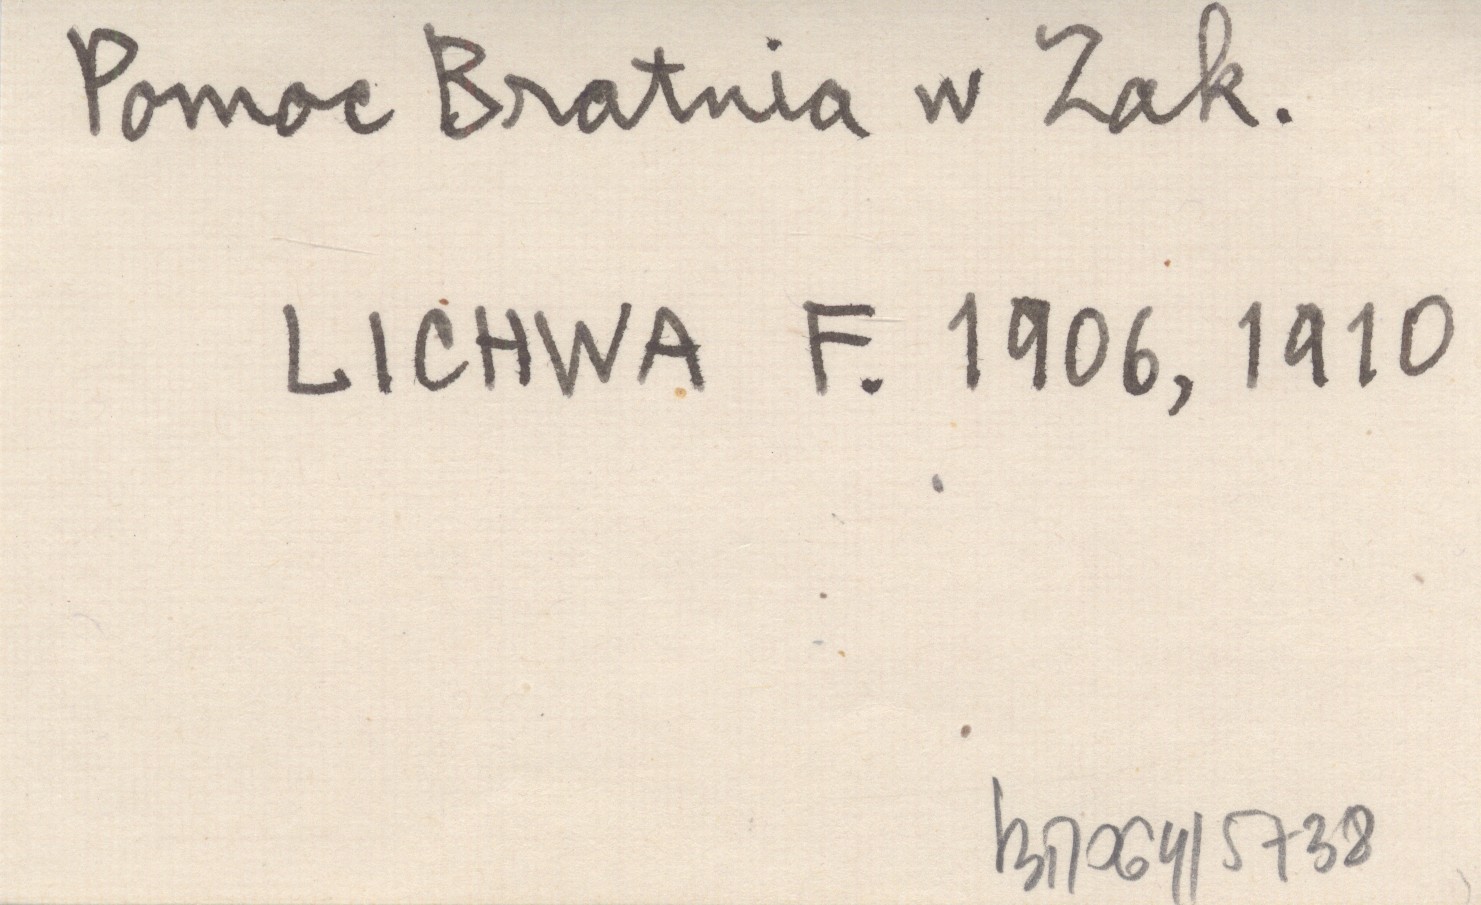 Pomoc Bratnia w Zak.
LICHWA F. 1906, 1910